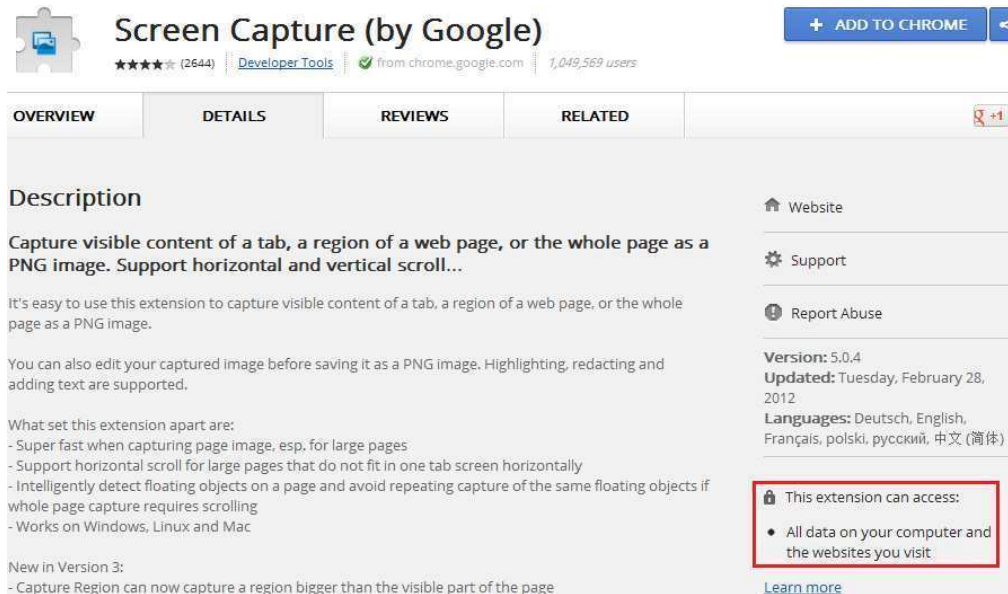 Screen Capture (by Google)
+ ADD TO CHROME
(2644) Developer Tools from chrome.google.com 1,049,569 users
OVERVIEW DETAILS REVIEWS RELATED
g +1
Description
Capture visible content of a tab, a region of a web page, or the whole page as a
PNG image. Support horizontal and vertical scroll...
It's easy to use this extension to capture visible content of a tab, a region of a web page, or the whole
page as a PNG image.
You can also edit your captured image before saving it as a PNG image. Highlighting, redacting and
adding text are supported.
What set this extension apart are:
- Super fast when capturing page image, esp. for large pages
- Support horizontal scroll for large pages that do not fit in one tab screen horizontally
- Intelligently detect floating objects on a page and avoid repeating capture of the same floating objects if
whole page capture requires scrolling
- Works on Windows, Linux and Mac
New in Version 3:
- Capture Region can now capture a region bigger than the visible part of the page
Website
Support
Report Abuse
Version: 5.0.4
Updated: Tuesday, February 28,
2012
Languages: Deutsch, English,
Français, polski, русский, 中文 (简体)
This extension can access:
• All data on your computer and
the websites you visit
Learn more